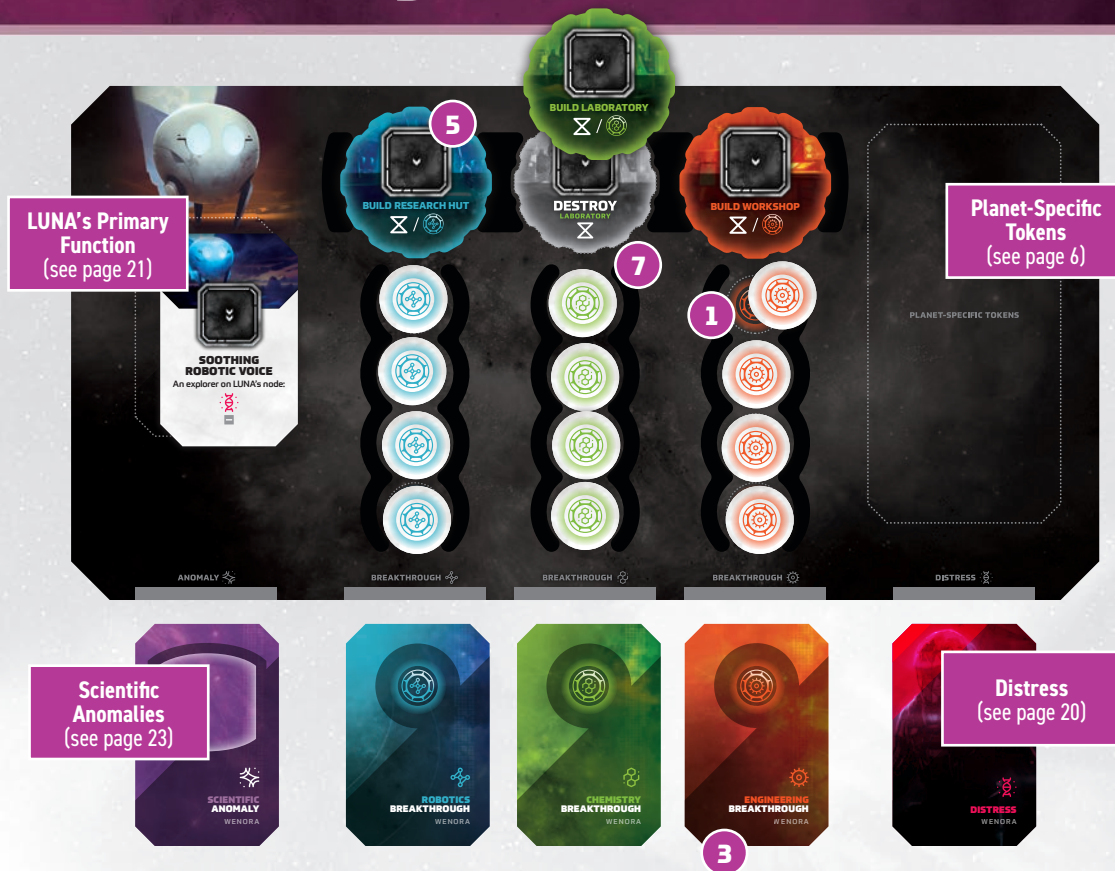 BUILD LABORATORY
/
5
BUILD RESEARCH HUT
/
DESTROY
LABORATORY
BUILD WORKSHOP
/
LUNA's Primary
Function
(see page 21)
Planet-Specific
Tokens
(see page 6)
7
1
PLANET-SPECIFIC TOKENS
SOOTHING
ROBOTIC VOICE
An explorer on LUNA's node:
ANOMALY
BREAKTHROUGH
BREAKTHROUGH
BREAKTHROUGH
DISTRESS
Scientific
Anomalies
(see page 23)
SCIENTIFIC
ANOMALY
WENORA
ROBOTICS
BREAKTHROUGH
WENORA
CHEMISTRY
BREAKTHROUGH
WENORA
ENGINEERING
BREAKTHROUGH
WENORA
3
Distress
(see page 20)
DISTRESS
WENORA